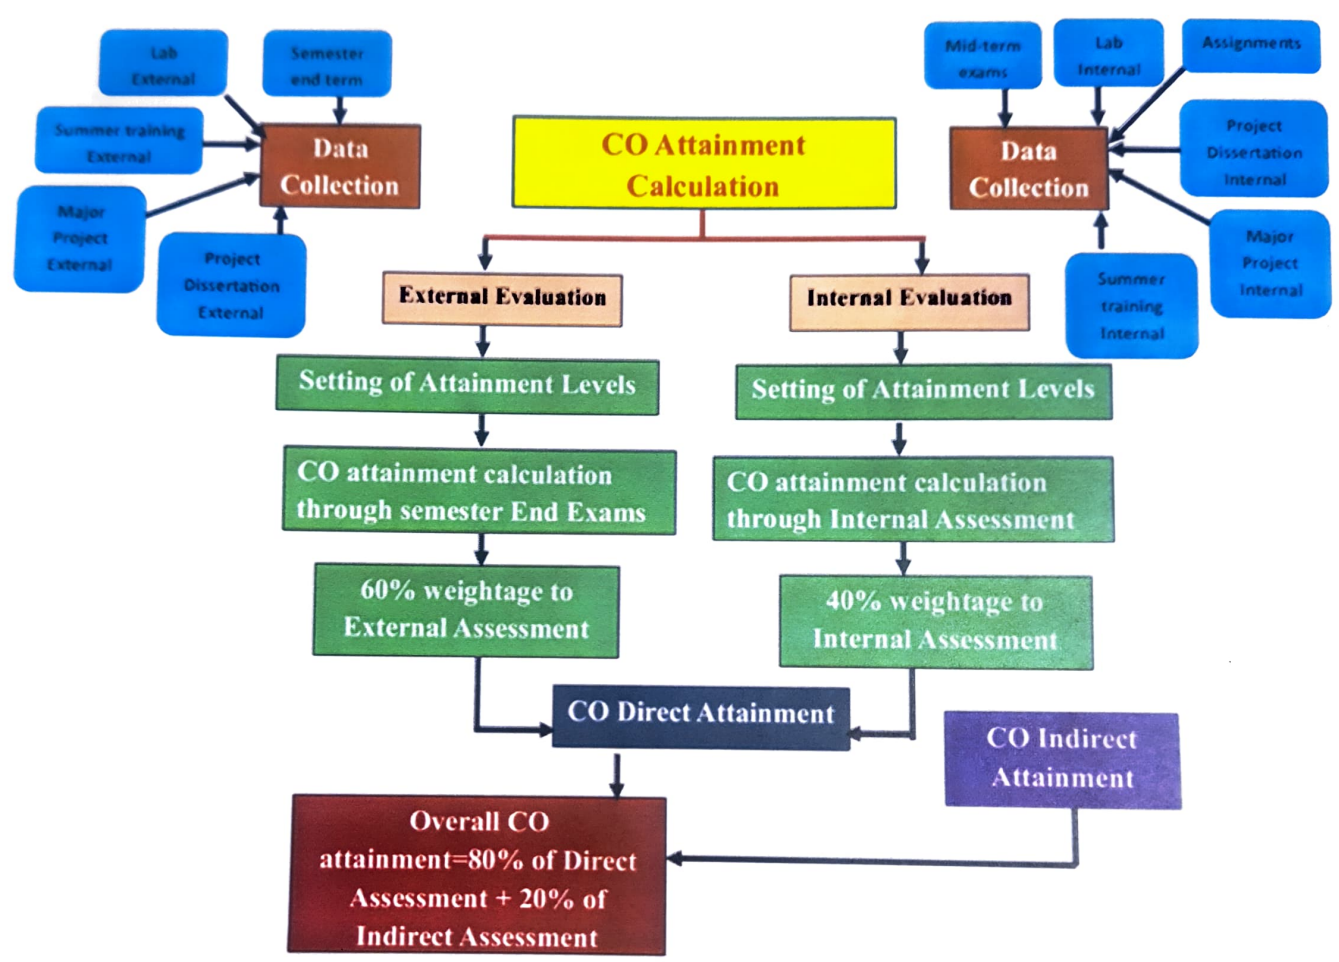 Lab
External
Semester
end term
Summer training
External
Major
Project
External
Project
Dissertation
External
Data
Collection
CO Attainment
Calculation
Mid-term
exams
Lab
Internal
Assignments
Project
Dissertation
Internal
Major
Project
Internal
Summer
training
Internal
Data
Collection
External Evaluation
Internal Evaluation
Setting of Attainment Levels
Setting of Attainment Levels
CO attainment calculation
through semester End Exams
CO attainment calculation
through Internal Assessment
60% weightage to
External Assessment
40% weightage to
Internal Assessment
CO Direct Attainment
CO Indirect
Attainment
Overall CO
attainment=80% of Direct
Assessment + 20% of
Indirect Assessment